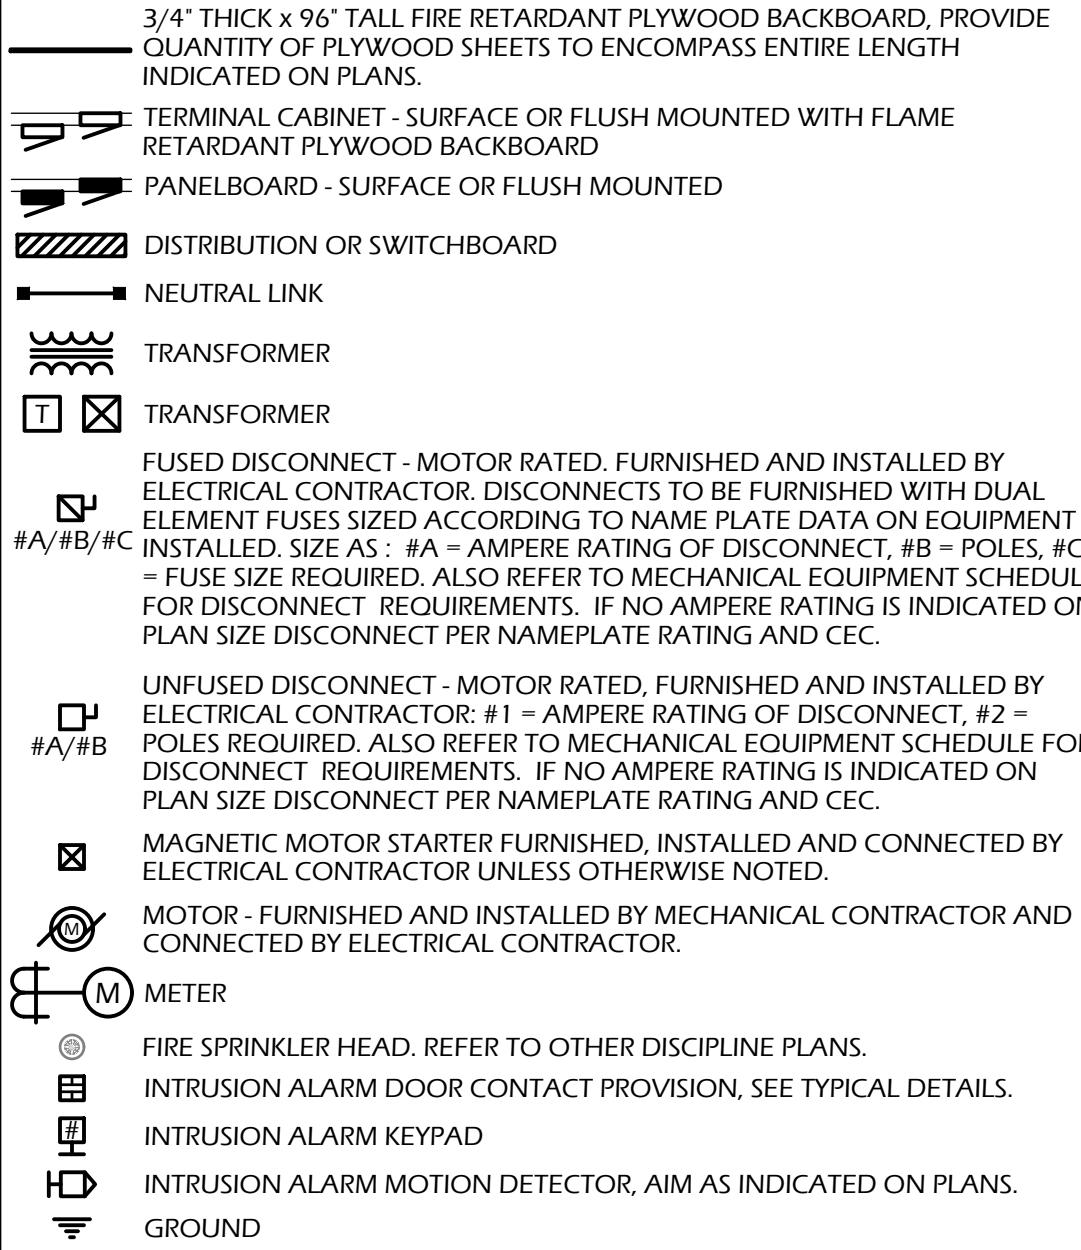 3/4" THICK x 96" TALL FIRE RETARDANT PLYWOOD BACKBOARD, PROVIDE
QUANTITY OF PLYWOOD SHEETS TO ENCOMPASS ENTIRE LENGTH
INDICATED ON PLANS.
TERMINAL CABINET - SURFACE OR FLUSH MOUNTED WITH FLAME
RETARDANT PLYWOOD BACKBOARD
PANELBOARD - SURFACE OR FLUSH MOUNTED
DISTRIBUTION OR SWITCHBOARD
NEUTRAL LINK
TRANSFORMER
T TRANSFORMER
FUSED DISCONNECT - MOTOR RATED. FURNISHED AND INSTALLED BY
ELECTRICAL CONTRACTOR. DISCONNECTS TO BE FURNISHED WITH DUAL
ELEMENT FUSES SIZED ACCORDING TO NAME PLATE DATA ON EQUIPMENT
#A/#B/#C INSTALLED. SIZE AS : #A = AMPERE RATING OF DISCONNECT, #B = POLES, #C
= FUSE SIZE REQUIRED. ALSO REFER TO MECHANICAL EQUIPMENT SCHEDUL
FOR DISCONNECT REQUIREMENTS. IF NO AMPERE RATING IS INDICATED ON
PLAN SIZE DISCONNECT PER NAMEPLATE RATING AND CEC.
UNFUSED DISCONNECT - MOTOR RATED, FURNISHED AND INSTALLED BY
ELECTRICAL CONTRACTOR: #1 = AMPERE RATING OF DISCONNECT, #2 =
#A/#B POLES REQUIRED. ALSO REFER TO MECHANICAL EQUIPMENT SCHEDULE FOR
DISCONNECT REQUIREMENTS. IF NO AMPERE RATING IS INDICATED ON
PLAN SIZE DISCONNECT PER NAMEPLATE RATING AND CEC.
MAGNETIC MOTOR STARTER FURNISHED, INSTALLED AND CONNECTED BY
ELECTRICAL CONTRACTOR UNLESS OTHERWISE NOTED.
M MOTOR - FURNISHED AND INSTALLED BY MECHANICAL CONTRACTOR AND
CONNECTED BY ELECTRICAL CONTRACTOR.
M METER
FIRE SPRINKLER HEAD. REFER TO OTHER DISCIPLINE PLANS.
INTRUSION ALARM DOOR CONTACT PROVISION, SEE TYPICAL DETAILS.
# INTRUSION ALARM KEYPAD
INTRUSION ALARM MOTION DETECTOR, AIM AS INDICATED ON PLANS.
GROUND